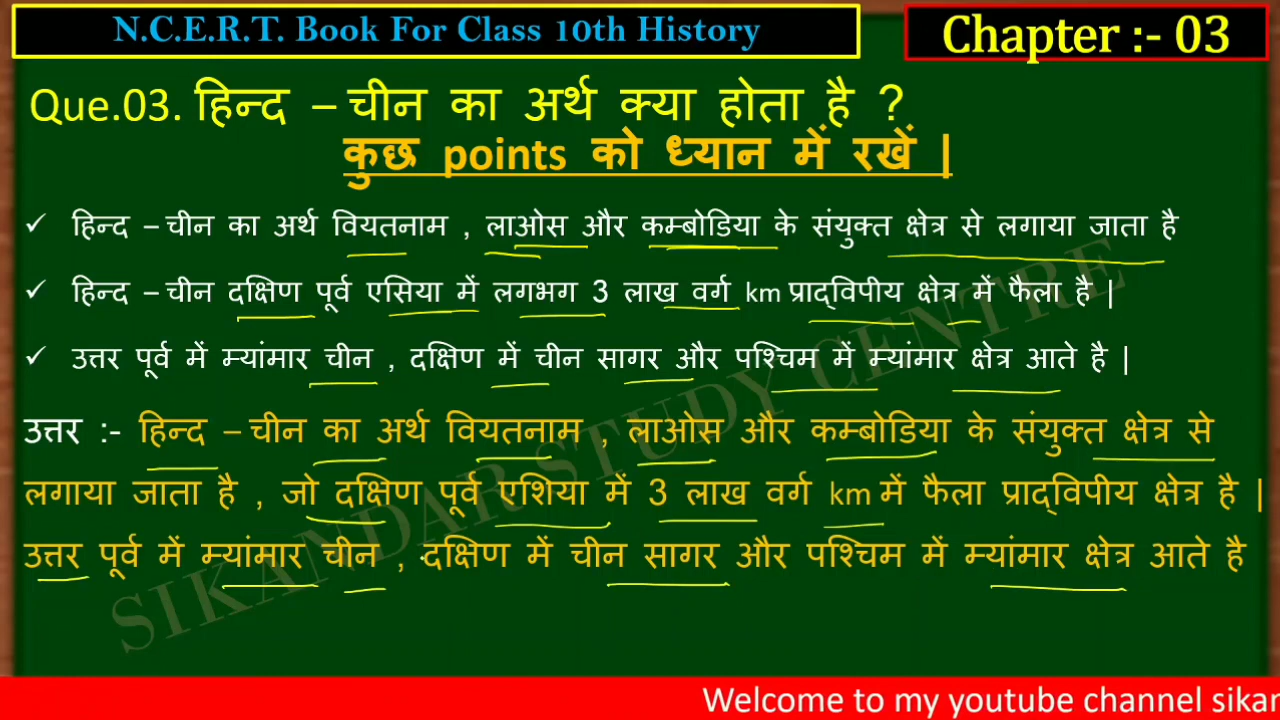 N.C.E.R.T. Book For Class 10th History
Chapter :- 03
Que.03. हिन्द – चीन का अर्थ क्या होता है ?
कुछ points को ध्यान में रखें |
✓ हिन्द – चीन का अर्थ वियतनाम , लाओस और कम्बोडिया के संयुक्त क्षेत्र से लगाया जाता है
✓ हिन्द – चीन दक्षिण पूर्व एसिया में लगभग 3 लाख वर्ग km प्राद्विपीय क्षेत्र में फैला है |
✓ उत्तर पूर्व में म्यांमार चीन , दक्षिण में चीन सागर और पश्चिम में म्यांमार क्षेत्र आते है |
उत्तर :- हिन्द – चीन का अर्थ वियतनाम , लाओस और कम्बोडिया के संयुक्त क्षेत्र से
लगाया जाता है , जो दक्षिण पूर्व एशिया में 3 लाख वर्ग km में फैला प्राद्विपीय क्षेत्र है |
उत्तर पूर्व में म्यांमार चीन , दक्षिण में चीन सागर और पश्चिम में म्यांमार क्षेत्र आते है
SIKANDAR STUDY CENTRE
Welcome to my youtube channel sikar